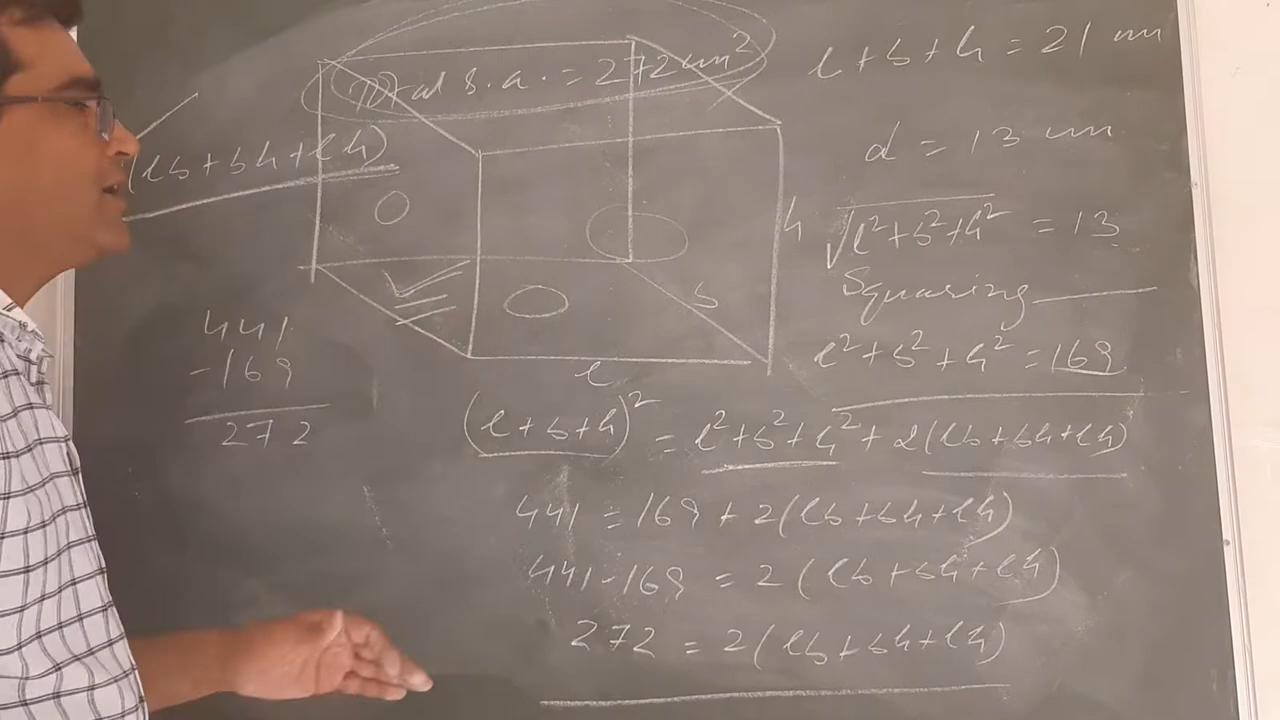 Total s.a. = 272 cm²
l + b + h = 21 cm
(lb + bh + lh)
d = 13 cm
h
√l² + b² + h² = 13
Squaring
b
l² + b² + h² = 169
l
441
-169
272
(l + b + h)² = l² + b² + h² + 2(lb + bh + lh)
441 = 169 + 2(lb + bh + lh)
441 - 169 = 2(lb + bh + lh)
272 = 2(lb + bh + lh)